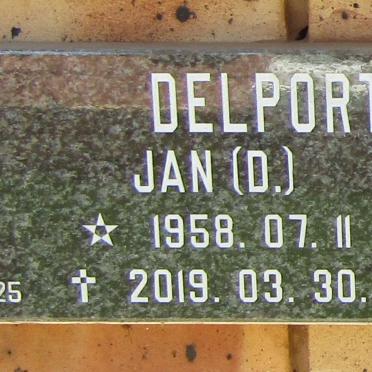 DELPORT
JAN (D.)
1958. 07. 11
2019. 03. 30.
25